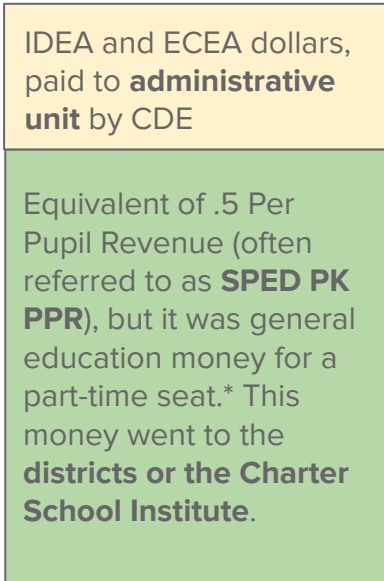 IDEA and ECEA dollars,
paid to administrative
unit by CDE
Equivalent of .5 Per
Pupil Revenue (often
referred to as SPED PK
PPR), but it was general
education money for a
part-time seat.* This
money went to the
districts or the Charter
School Institute.